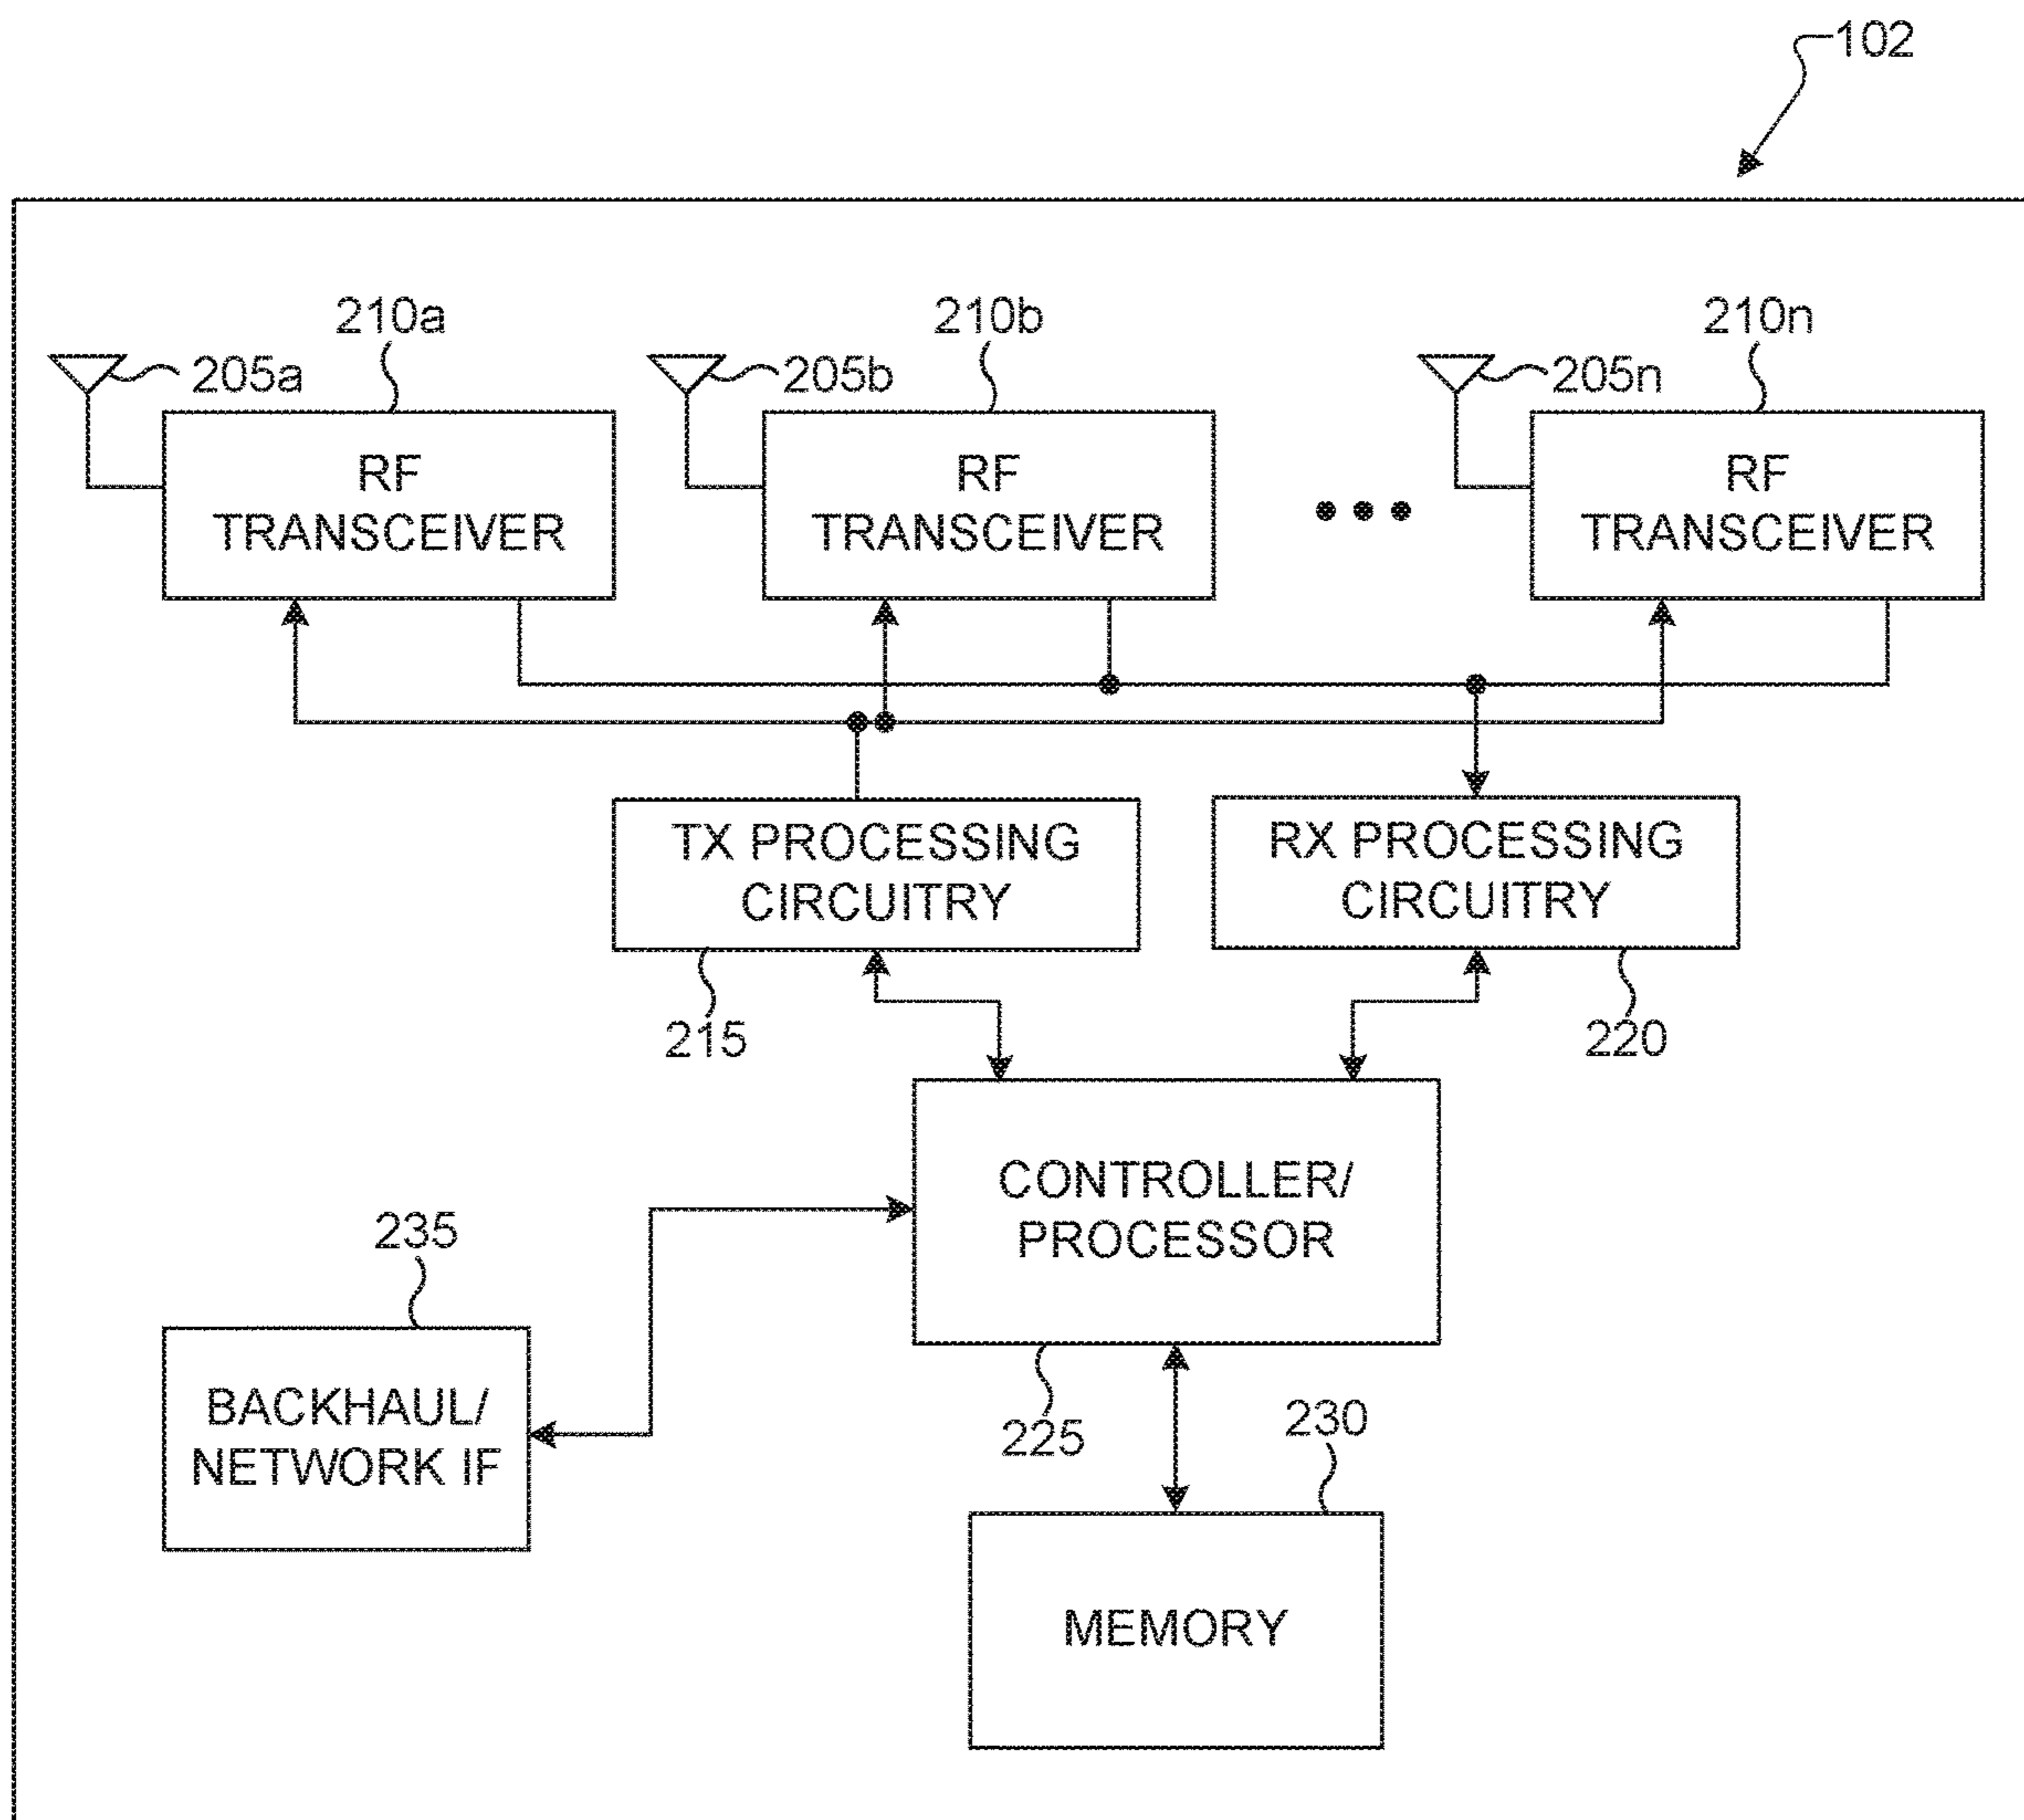 102
210a
210b
210n
205a
205b
205n
RF
TRANSCEIVER
RF
TRANSCEIVER
RF
TRANSCEIVER
TX PROCESSING
CIRCUITRY
RX PROCESSING
CIRCUITRY
215
220
CONTROLLER/
PROCESSOR
235
BACKHAUL/
NETWORK IF
225
230
MEMORY